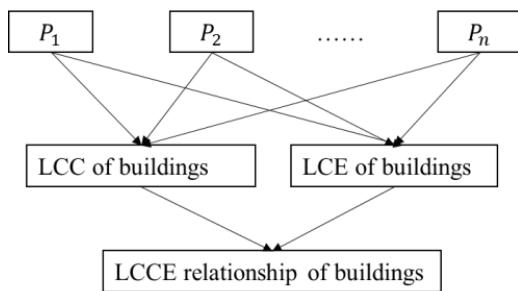 P₁ P₂ ...... Pₙ
LCC of buildings LCE of buildings
LCCE relationship of buildings